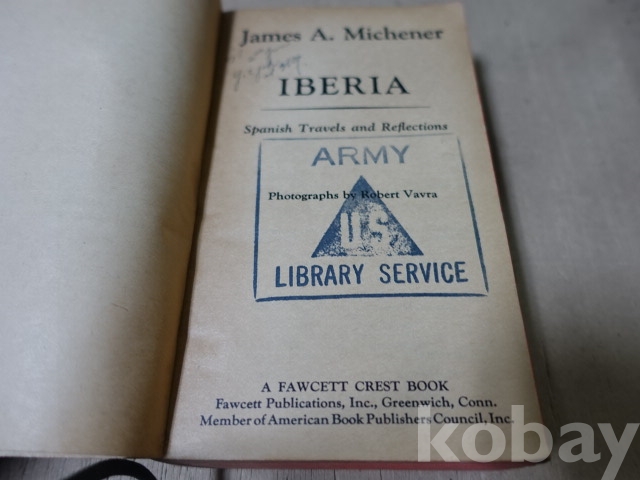 James A. Michener
IBERIA
Spanish Travels and Reflections
ARMY
Photographs by Robert Vavra
U.S.
LIBRARY SERVICE
A FAWCETT CREST BOOK
Fawcett Publications, Inc., Greenwich, Conn.
Member of American Book Publishers Council, Inc.
kobay